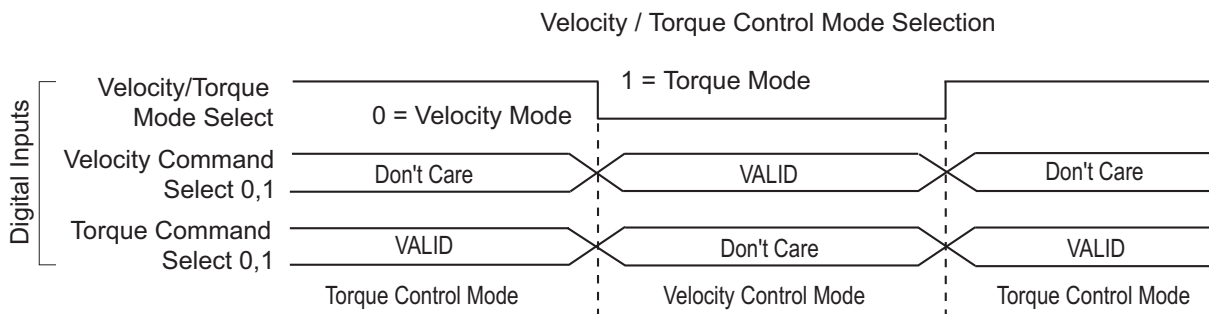 Velocity / Torque Control Mode Selection
Digital Inputs
Velocity/Torque
Mode Select
1 = Torque Mode
0 = Velocity Mode
Velocity Command
Select 0,1
Don't Care
VALID
Don't Care
Torque Command
Select 0,1
VALID
Don't Care
VALID
Torque Control Mode
Velocity Control Mode
Torque Control Mode